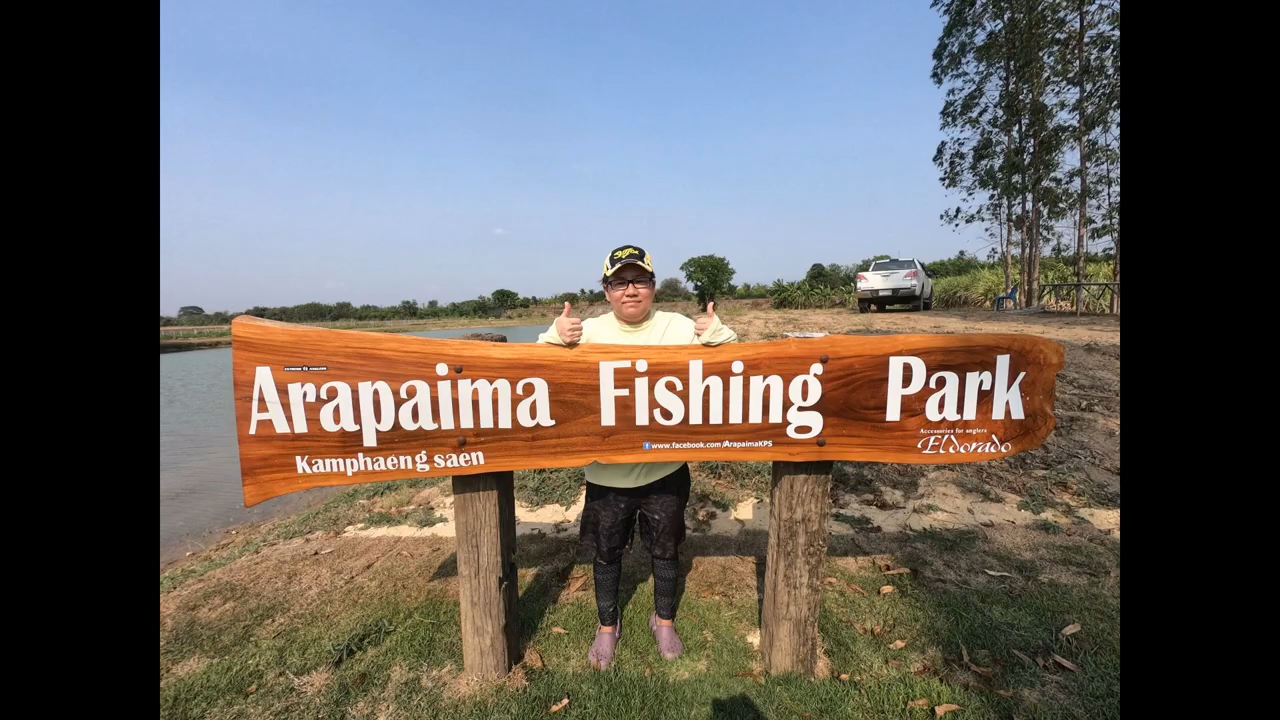 Arapaima Fishing Park
Kamphaeng saen
www.facebook.com/ArapaimaKPS
Accessories for anglers
Eldorado